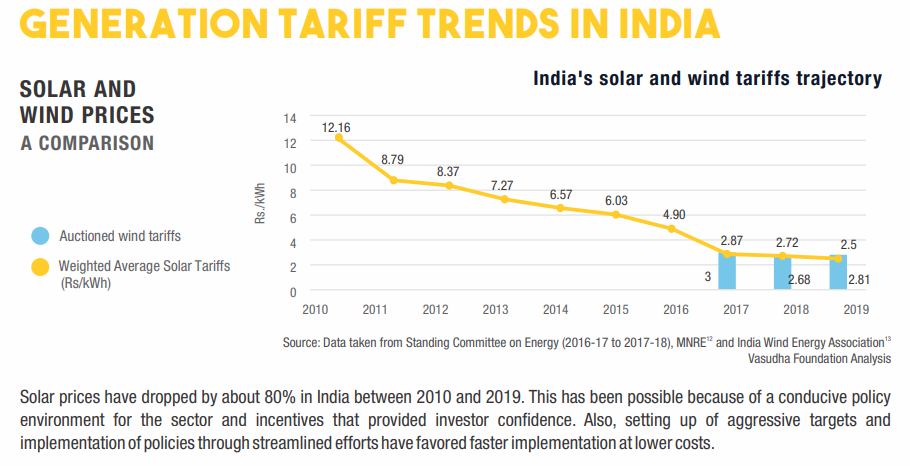 GENERATION TARIFF TRENDS IN INDIA
SOLAR AND
WIND PRICES
A COMPARISON
India's solar and wind tariffs trajectory
Auctioned wind tariffs
Weighted Average Solar Tariffs
(Rs/kWh)
Rs./kWh
14
12
10
8
6
4
2
0
12.16
8.79
8.37
7.27
6.57
6.03
4.90
2.87
2.72
2.5
3
2.68
2.81
2010 2011 2012 2013 2014 2015 2016 2017 2018 2019
Source: Data taken from Standing Committee on Energy (2016-17 to 2017-18), MNRE¹² and India Wind Energy Association¹³
Vasudha Foundation Analysis
Solar prices have dropped by about 80% in India between 2010 and 2019. This has been possible because of a conducive policy
environment for the sector and incentives that provided investor confidence. Also, setting up of aggressive targets and
implementation of policies through streamlined efforts have favored faster implementation at lower costs.